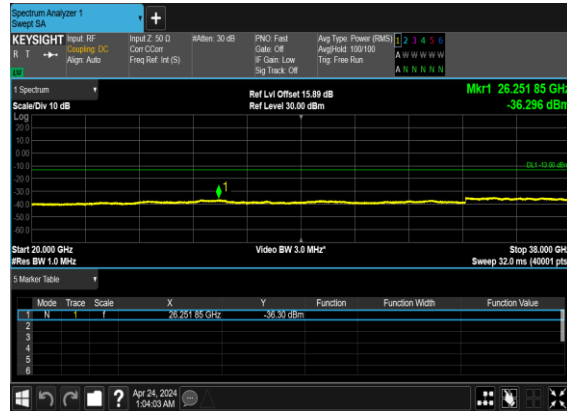 Spectrum Analyzer 1
Swept SA
+
KEYSIGHT Input: RF Input Z: 50 Ω #Atten: 30 dB PNO: Fast Avg Type: Power (RMS) 1 2 3 4 5 6
R T Coupling: DC Corr CCorr Gate: Off Avg|Hold: 100/100 A W W W W W
Align: Auto Freq Ref: Int (S) IF Gain: Low Trig: Free Run A N N N N N
Sig Track: Off
1 Spectrum Ref Lvl Offset 15.89 dB Mkr1 26.251 85 GHz
Scale/Div 10 dB Ref Level 30.00 dBm -36.296 dBm
Log
20.0
10.0
0.00
-10.0 DL1 -13.00 dBm
-20.0
-30.0 1
-40.0
-50.0
-60.0
Start 20.000 GHz Video BW 3.0 MHz* Stop 38.000 GHz
#Res BW 1.0 MHz Sweep 32.0 ms (40001 pts)
5 Marker Table
Mode Trace Scale X Y Function Function Width Function Value
1 N 1 f 26.251 85 GHz -36.30 dBm
2
3
4
5
6
? Apr 24, 2024
1:04:03 AM